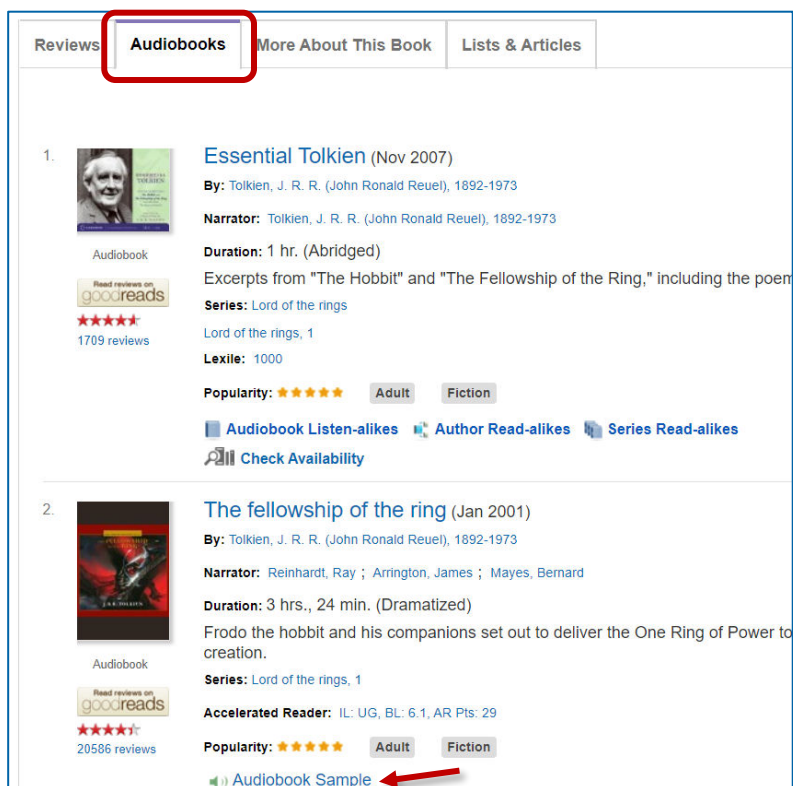 Reviews Audiobooks More About This Book Lists & Articles
1.
Essential Tolkien (Nov 2007)
By: Tolkien, J. R. R. (John Ronald Reuel), 1892-1973
Narrator: Tolkien, J. R. R. (John Ronald Reuel), 1892-1973
Audiobook
Duration: 1 hr. (Abridged)
Read reviews on
goodreads
Excerpts from "The Hobbit" and "The Fellowship of the Ring," including the poem
Series: Lord of the rings
1709 reviews
Lord of the rings, 1
Lexile: 1000
Popularity: Adult Fiction
Audiobook Listen-alikes Author Read-alikes Series Read-alikes
Check Availability
2.
The fellowship of the ring (Jan 2001)
By: Tolkien, J. R. R. (John Ronald Reuel), 1892-1973
Narrator: Reinhardt, Ray ; Arrington, James ; Mayes, Bernard
J.R.R. TOLKIEN
Duration: 3 hrs., 24 min. (Dramatized)
Frodo the hobbit and his companions set out to deliver the One Ring of Power to
creation.
Audiobook
Series: Lord of the rings, 1
Read reviews on
goodreads
Accelerated Reader: IL: UG, BL: 6.1, AR Pts: 29
20586 reviews
Popularity: Adult Fiction
Audiobook Sample